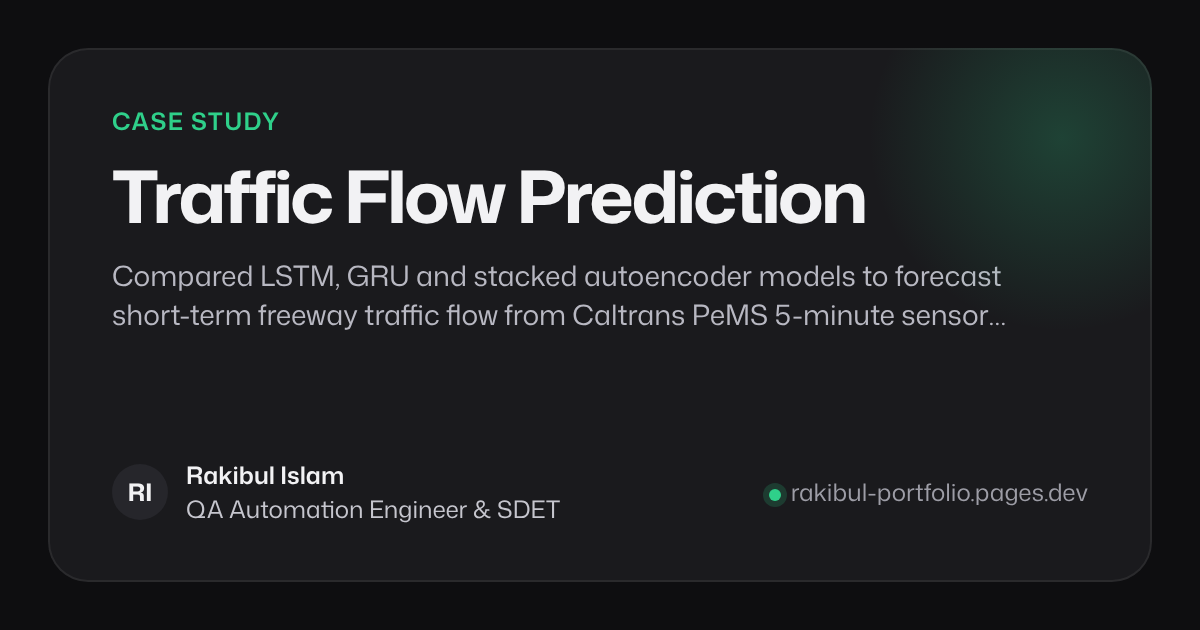 CASE STUDY
Traffic Flow Prediction
Compared LSTM, GRU and stacked autoencoder models to forecast
short-term freeway traffic flow from Caltrans PeMS 5-minute sensor...
RI
Rakibul Islam
QA Automation Engineer & SDET
rakibul-portfolio.pages.dev